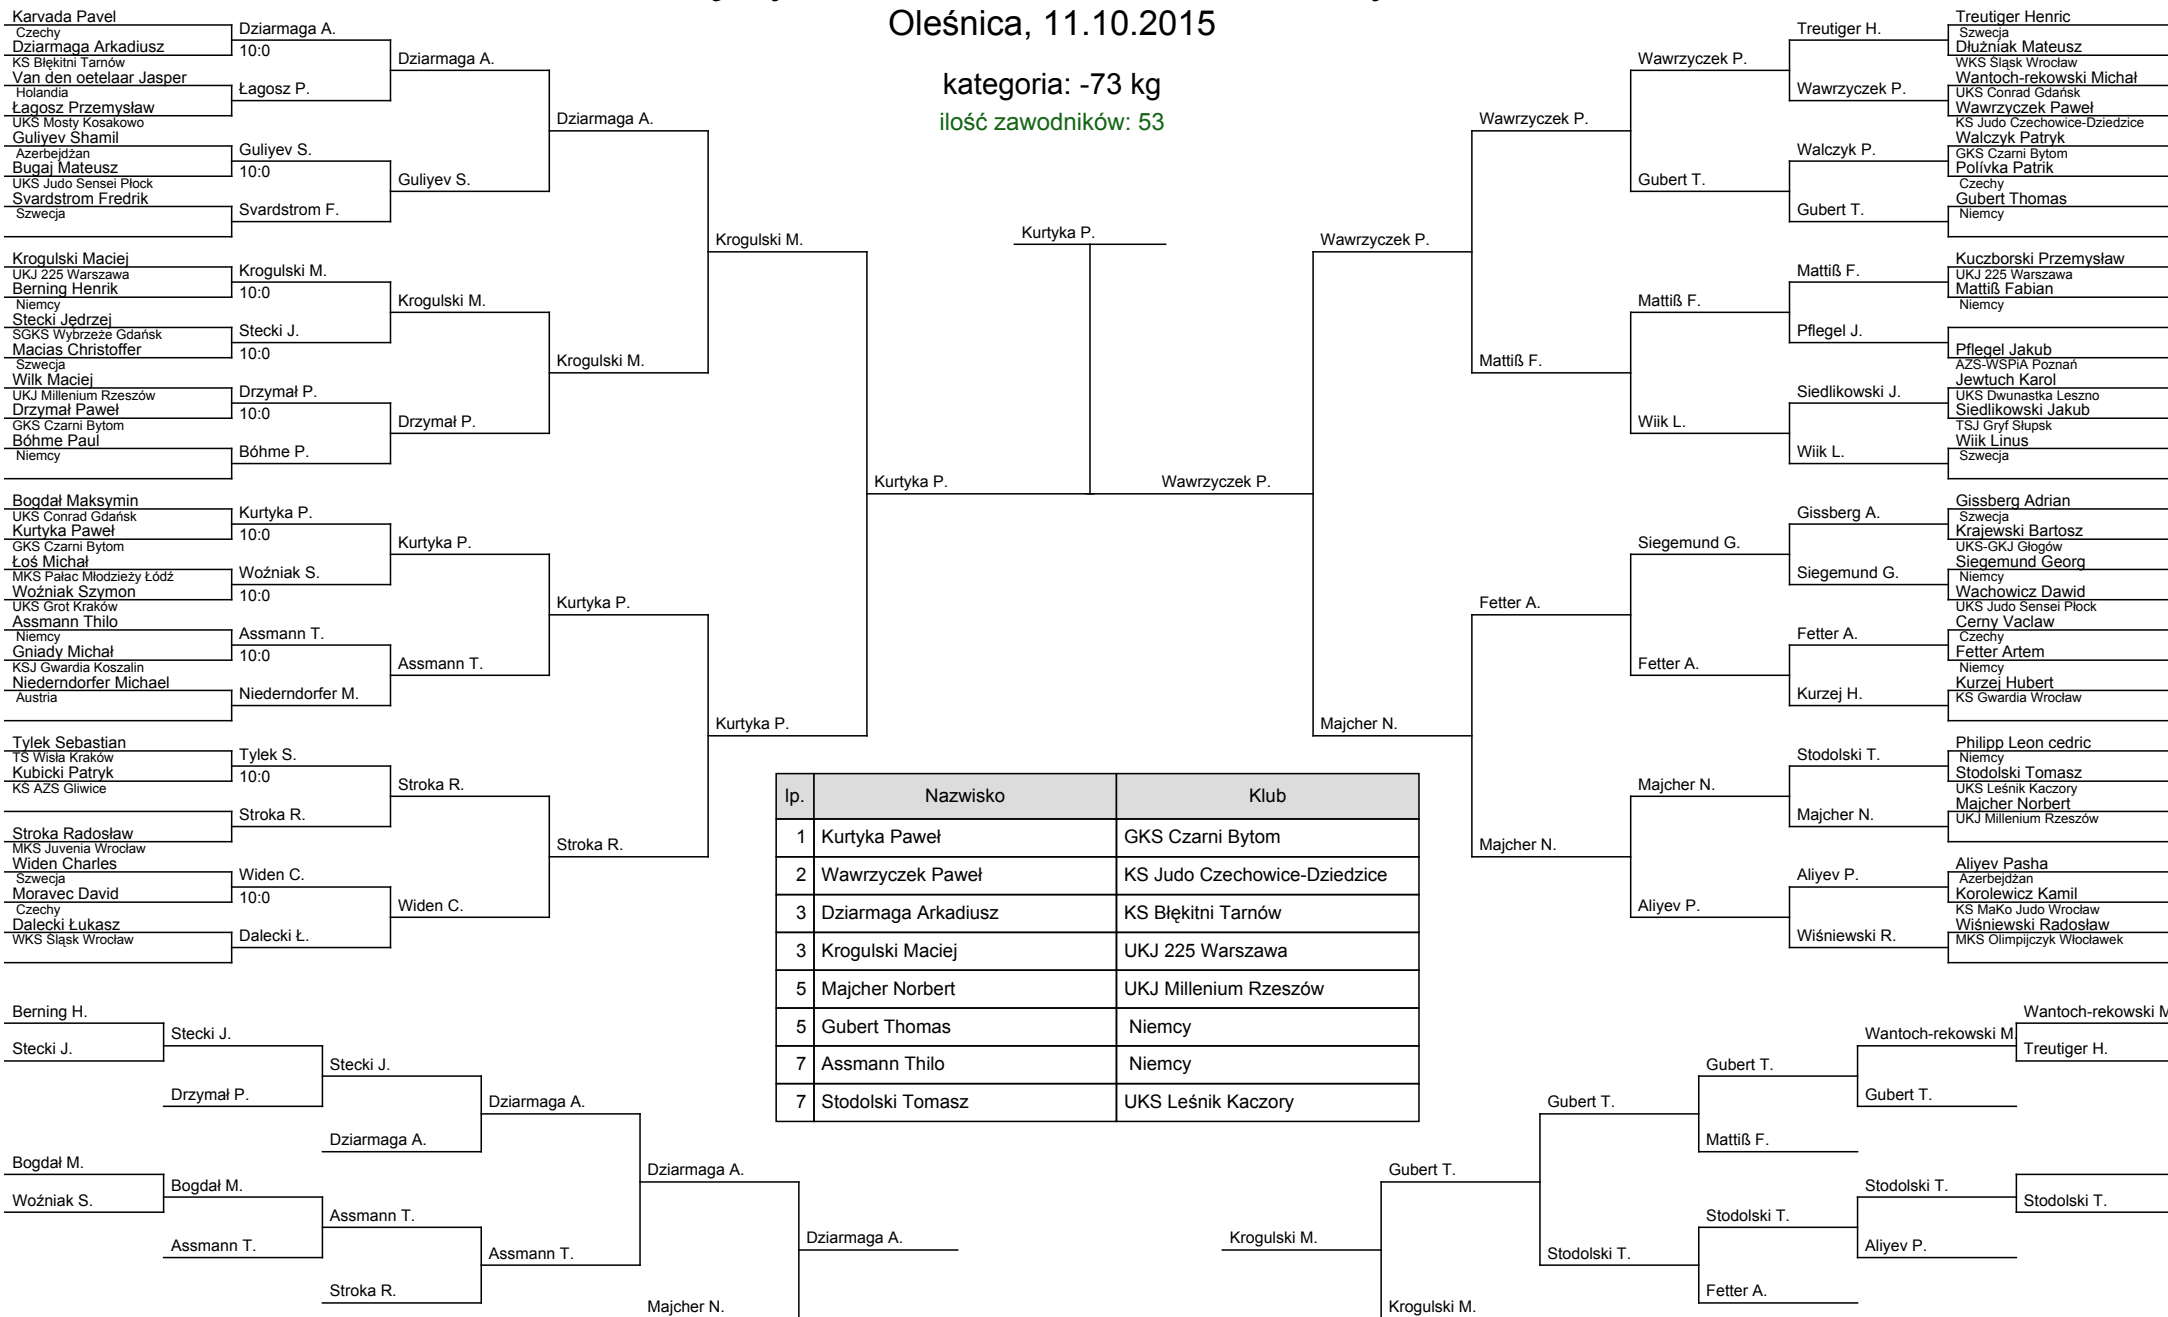 Oleśnica, 11.10.2015
kategoria: -73 kg
ilość zawodników: 53
Karvada Pavel
Czechy
Dziarmaga Arkadiusz
KS Błękitni Tarnów
Van den oetelaar Jasper
Holandia
Łagosz Przemysław
UKS Mosty Kosakowo
Guliyev Shamil
Azerbejdżan
Bugaj Mateusz
UKS Judo Sensei Płock
Svardstrom Fredrik
Szwecja
Krogulski Maciej
UKJ 225 Warszawa
Berning Henrik
Niemcy
Stecki Jędrzej
SGKS Wybrzeże Gdańsk
Macias Christoffer
Szwecja
Wilk Maciej
UKJ Millenium Rzeszów
Drzymał Paweł
GKS Czarni Bytom
Bóhme Paul
Niemcy
Bogdał Maksymin
UKS Conrad Gdańsk
Kurtyka Paweł
GKS Czarni Bytom
Łoś Michał
MKS Pałac Młodzieży Łódź
Woźniak Szymon
UKS Grot Kraków
Assmann Thilo
Niemcy
Gniady Michał
KSJ Gwardia Koszalin
Niederndorfer Michael
Austria
Tylek Sebastian
TS Wisła Kraków
Kubicki Patryk
KŚ AZS Gliwice
Stroka Radosław
MKS Juvenia Wrocław
Widen Charles
Szwecja
Moravec David
Czechy
Dalecki Łukasz
WKS Śląsk Wrocław
Dziarmaga A.
10:0
Łagosz P.
Guliyev S.
10:0
Svardstrom F.
Krogulski M.
10:0
Stecki J.
10:0
Drzymał P.
10:0
Bóhme P.
Kurtyka P.
10:0
Woźniak S.
10:0
Assmann T.
10:0
Niederndorfer M.
Tylek S.
10:0
Stroka R.
Widen C.
10:0
Dalecki Ł.
Dziarmaga A.
Guliyev S.
Krogulski M.
Drzymał P.
Kurtyka P.
Assmann T.
Stroka R.
Widen C.
Dziarmaga A.
Krogulski M.
Kurtyka P.
Stroka R.
Krogulski M.
Kurtyka P.
Kurtyka P.
Kurtyka P.
Wawrzyczek P.
Wawrzyczek P.
Majcher N.
Wawrzyczek P.
Mattiß F.
Fetter A.
Majcher N.
Wawrzyczek P.
Gubert T.
Mattiß F.
Wiik L.
Siegemund G.
Fetter A.
Majcher N.
Aliyev P.
Treutiger H.
Wawrzyczek P.
Walczyk P.
Gubert T.
Mattiß F.
Pflegel J.
Siedlikowski J.
Wiik L.
Gissberg A.
Siegemund G.
Fetter A.
Kurzej H.
Stodolski T.
Majcher N.
Aliyev P.
Wiśniewski R.
Treutiger Henric
Szwecja
Dłużniak Mateusz
WKS Śląsk Wrocław
Wantoch-rekowski Michał
UKS Conrad Gdańsk
Wawrzyczek Paweł
KS Judo Czechowice-Dziedzice
Walczyk Patryk
GKS Czarni Bytom
Polívka Patrik
Czechy
Gubert Thomas
Niemcy
Kuczborski Przemysław
UKJ 225 Warszawa
Mattiß Fabian
Niemcy
Pflegel Jakub
AZS-WSPiA Poznań
Jewtuch Karol
UKS Dwunastka Leszno
Siedlikowski Jakub
TSJ Gryf Słupsk
Wiik Linus
Szwecja
Gissberg Adrian
Szwecja
Krajewski Bartosz
UKS-GKJ Głogów
Siegemund Georg
Niemcy
Wachowicz Dawid
UKS Judo Sensei Płock
Cerny Vaclaw
Czechy
Fetter Artem
Niemcy
Kurzej Hubert
KS Gwardia Wrocław
Philipp Leon cedric
Niemcy
Stodolski Tomasz
UKS Leśnik Kaczory
Majcher Norbert
UKJ Millenium Rzeszów
Aliyev Pasha
Azerbejdżan
Korolewicz Kamil
KS MaKo Judo Wrocław
Wiśniewski Radosław
MKS Olimpijczyk Włocławek
lp. Nazwisko Klub
1 Kurtyka Paweł GKS Czarni Bytom
2 Wawrzyczek Paweł KS Judo Czechowice-Dziedzice
3 Dziarmaga Arkadiusz KS Błękitni Tarnów
3 Krogulski Maciej UKJ 225 Warszawa
5 Majcher Norbert UKJ Millenium Rzeszów
5 Gubert Thomas Niemcy
7 Assmann Thilo Niemcy
7 Stodolski Tomasz UKS Leśnik Kaczory
Berning H.
Stecki J.
Bogdał M.
Woźniak S.
Stecki J.
Drzymał P.
Bogdał M.
Assmann T.
Stecki J.
Dziarmaga A.
Assmann T.
Stroka R.
Dziarmaga A.
Assmann T.
Dziarmaga A.
Majcher N.
Dziarmaga A.
Krogulski M.
Gubert T.
Krogulski M.
Gubert T.
Stodolski T.
Gubert T.
Mattiß F.
Stodolski T.
Fetter A.
Wantoch-rekowski M.
Gubert T.
Stodolski T.
Aliyev P.
Wantoch-rekowski M
Treutiger H.
Stodolski T.